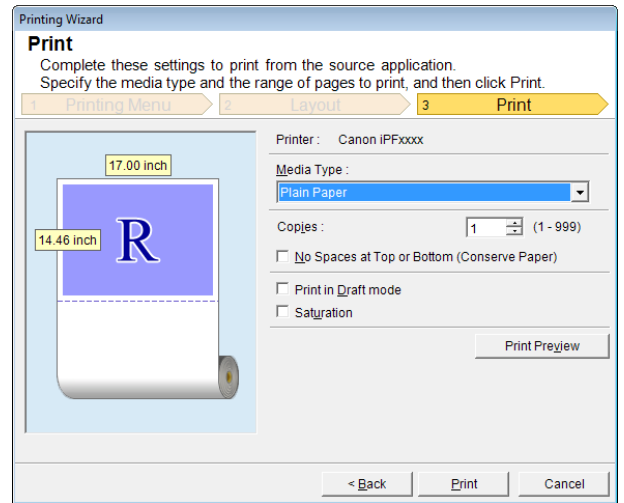 Printing Wizard
Print
Complete these settings to print from the source application.
Specify the media type and the range of pages to print, and then click Print.
1 Printing Menu 2 Layout 3 Print
Printer : Canon iPFxxxx
17.00 inch
Media Type :
Plain Paper
14.46 inch
R
Copies : 1 (1 - 999)
No Spaces at Top or Bottom (Conserve Paper)
Print in Draft mode
Saturation
Print Preview
< Back Print Cancel